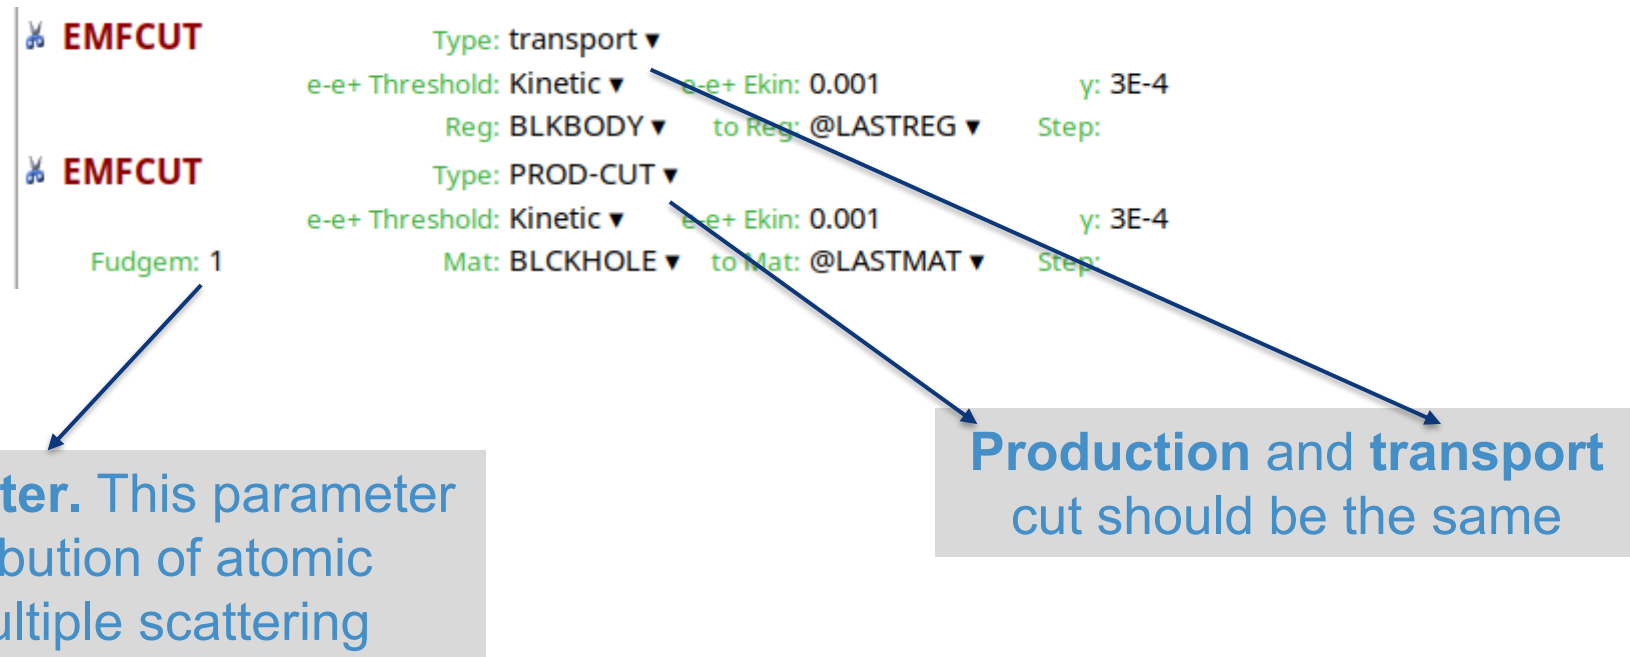 EMFCUT Type: transport ▾
e-e+ Threshold: Kinetic ▾ e-e+ Ekin: 0.001 γ: 3E-4
Reg: BLKBODY ▾ to Reg: @LASTREG ▾ Step:
EMFCUT Type: PROD-CUT ▾
e-e+ Threshold: Kinetic ▾ e-e+ Ekin: 0.001 γ: 3E-4
Fudgem: 1 Mat: BLCKHOLE ▾ to Mat: @LASTMAT ▾ Step:
Production and transport
cut should be the same
ter. This parameter
bution of atomic
ultiple scattering